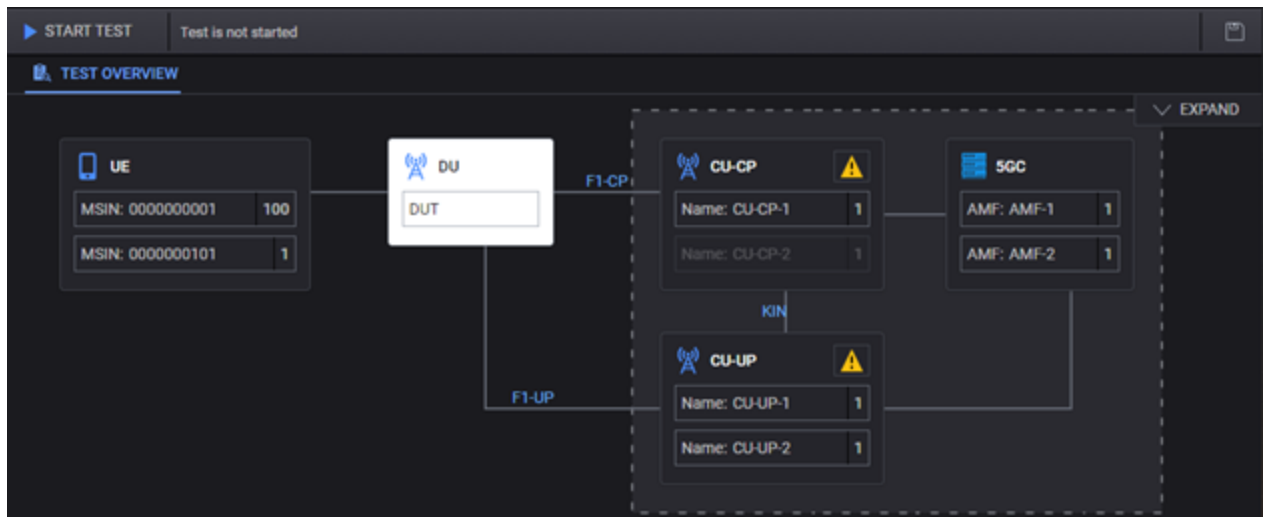 START TEST
Test is not started
TEST OVERVIEW
EXPAND
UE
MSIN: 0000000001 100
MSIN: 0000000101 1
DU
DUT
F1-CP
CU-CP
Name: CU-CP-1 1
Name: CU-CP-2 1
5GC
AMF: AMF-1 1
AMF: AMF-2 1
KIN
F1-UP
CU-UP
Name: CU-UP-1 1
Name: CU-UP-2 1